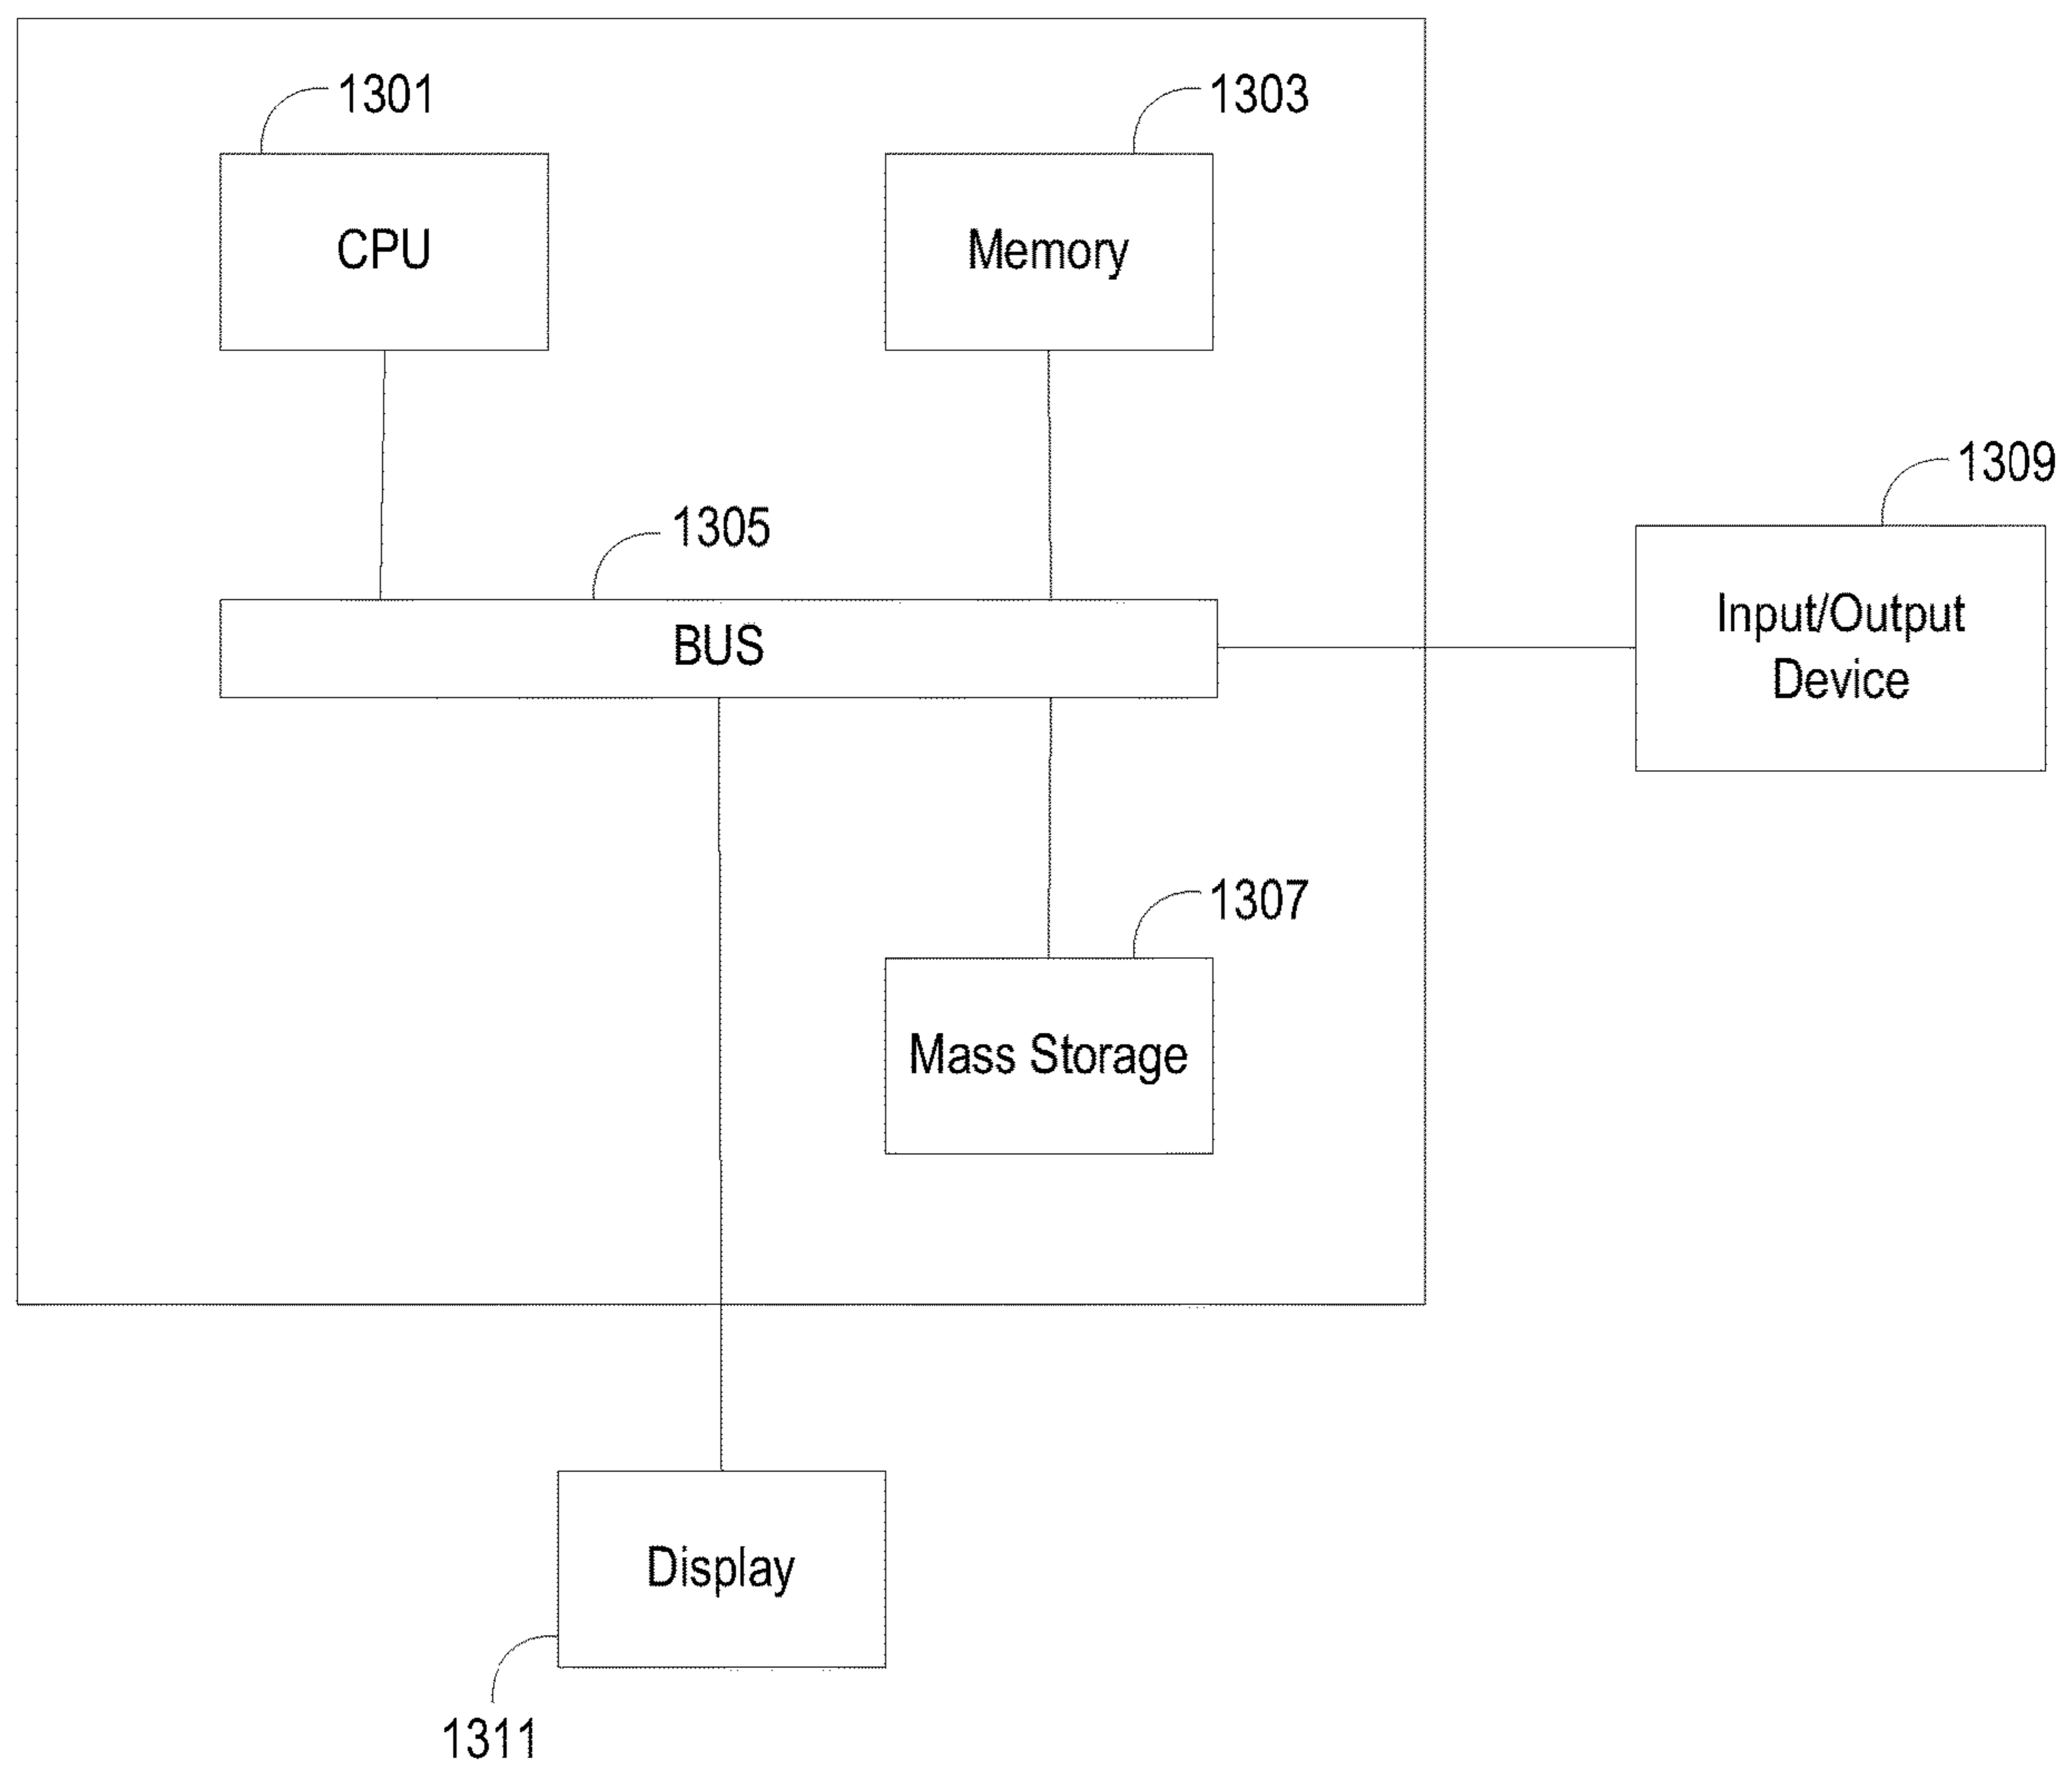 1301
1303
CPU
Memory
1309
1305
Input/Output
Device
BUS
1307
Mass Storage
Display
1311